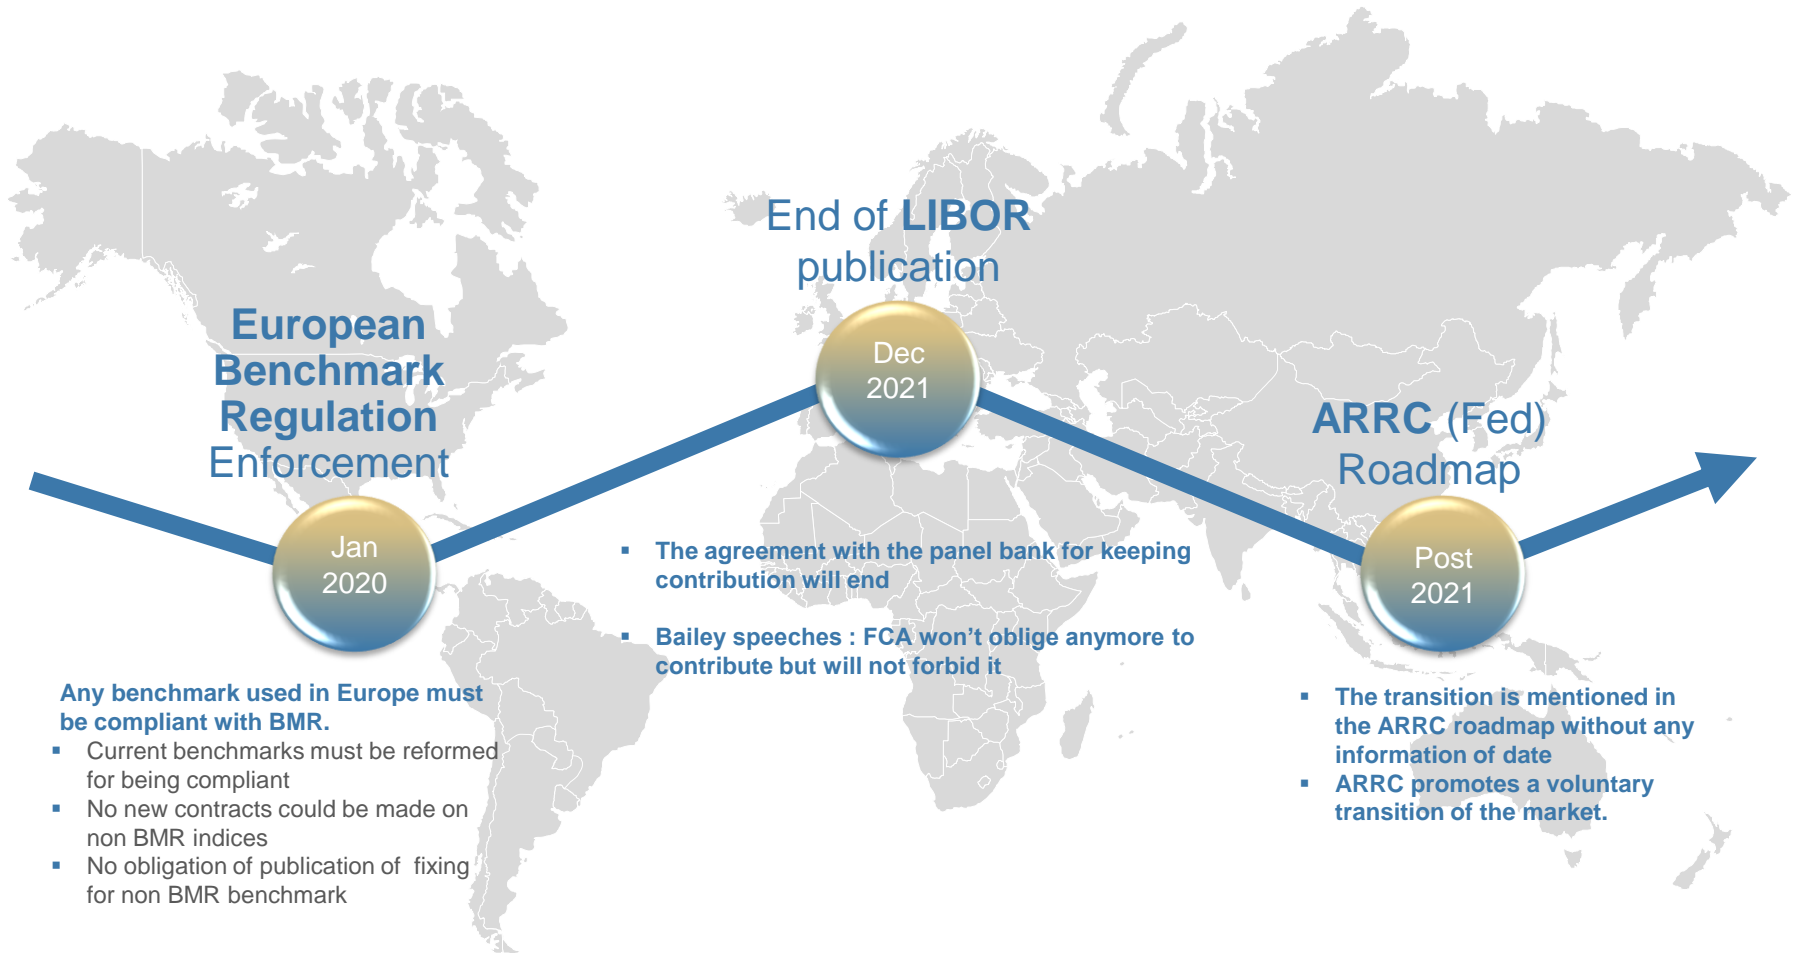 European
Benchmark
Regulation
Enforcement
Jan
2020
Any benchmark used in Europe must
be compliant with BMR.
▪ Current benchmarks must be reformed
for being compliant
▪ No new contracts could be made on
non BMR indices
▪ No obligation of publication of fixing
for non BMR benchmark
End of LIBOR
publication
Dec
2021
▪ The agreement with the panel bank for keeping
contribution will end
▪ Bailey speeches : FCA won't oblige anymore to
contribute but will not forbid it
ARRC (Fed)
Roadmap
Post
2021
▪ The transition is mentioned in
the ARRC roadmap without any
information of date
▪ ARRC promotes a voluntary
transition of the market.